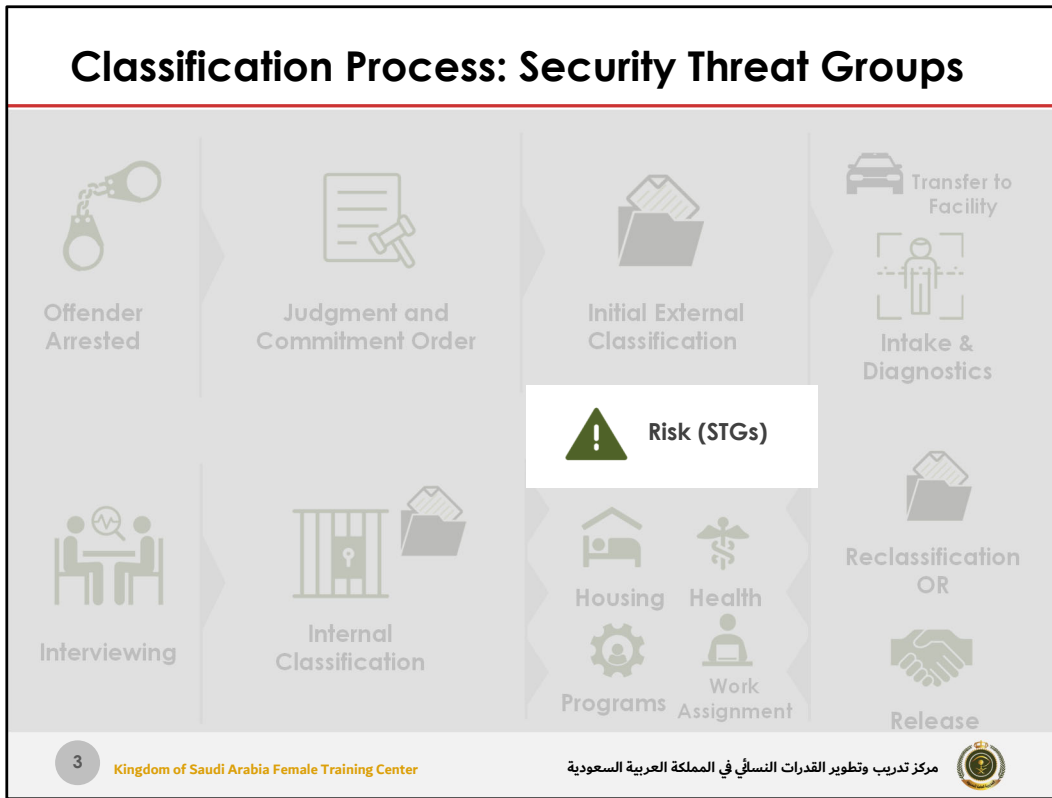 Classification Process: Security Threat Groups
Offender
Arrested
Judgment and
Commitment Order
Initial External
Classification
Transfer to
Facility
Intake &
Diagnostics
Risk (STGs)
Interviewing
Internal
Classification
Housing
Health
Programs
Work
Assignment
Reclassification
OR
Release
3
Kingdom of Saudi Arabia Female Training Center
مركز تدريب وتطوير القدرات النسائي في المملكة العربية السعودية